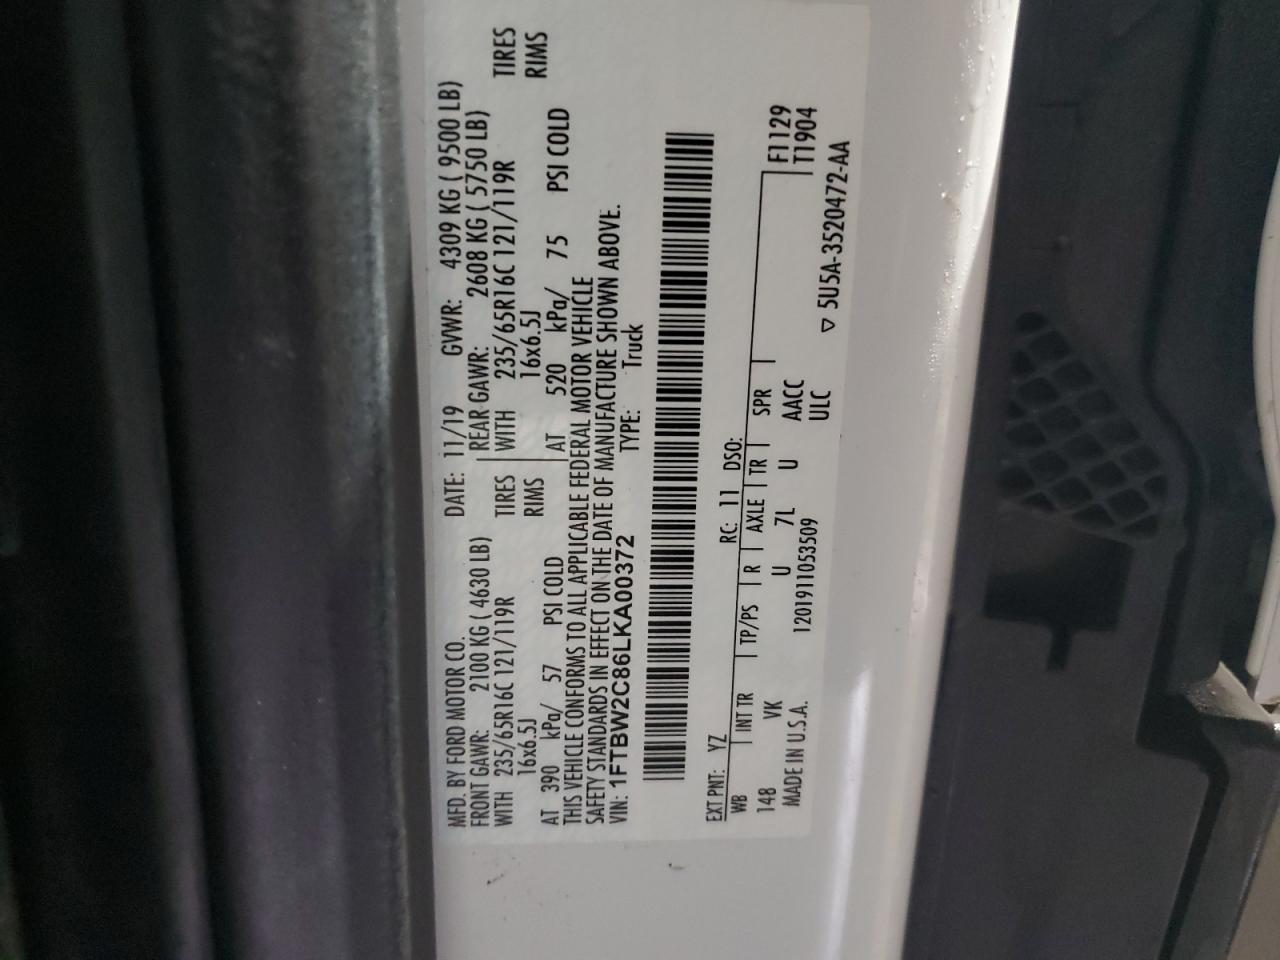 MFD. BY FORD MOTOR CO. DATE: 11/19 GVWR: 4309 KG ( 9500 LB)
FRONT GAWR: 2100 KG ( 4630 LB) REAR GAWR: 2608 KG ( 5750 LB)
WITH 235/65R16C 121/119R TIRES WITH 235/65R16C 121/119R TIRES
16x6.5J RIMS 16x6.5J RIMS
AT 390 kPa/ 57 PSI COLD AT 520 kPa/ 75 PSI COLD
THIS VEHICLE CONFORMS TO ALL APPLICABLE FEDERAL MOTOR VEHICLE
SAFETY STANDARDS IN EFFECT ON THE DATE OF MANUFACTURE SHOWN ABOVE.
VIN: 1FTBW2C86LKA00372 TYPE: Truck
EXT PNT: YZ RC: 11 DSO:
WB INT TR TP/PS R AXLE TR SPR F1129
148 VK U 7L U AACC T1904
MADE IN U.S.A. 1201911053509 ULC
▽ 5U5A-3520472-AA